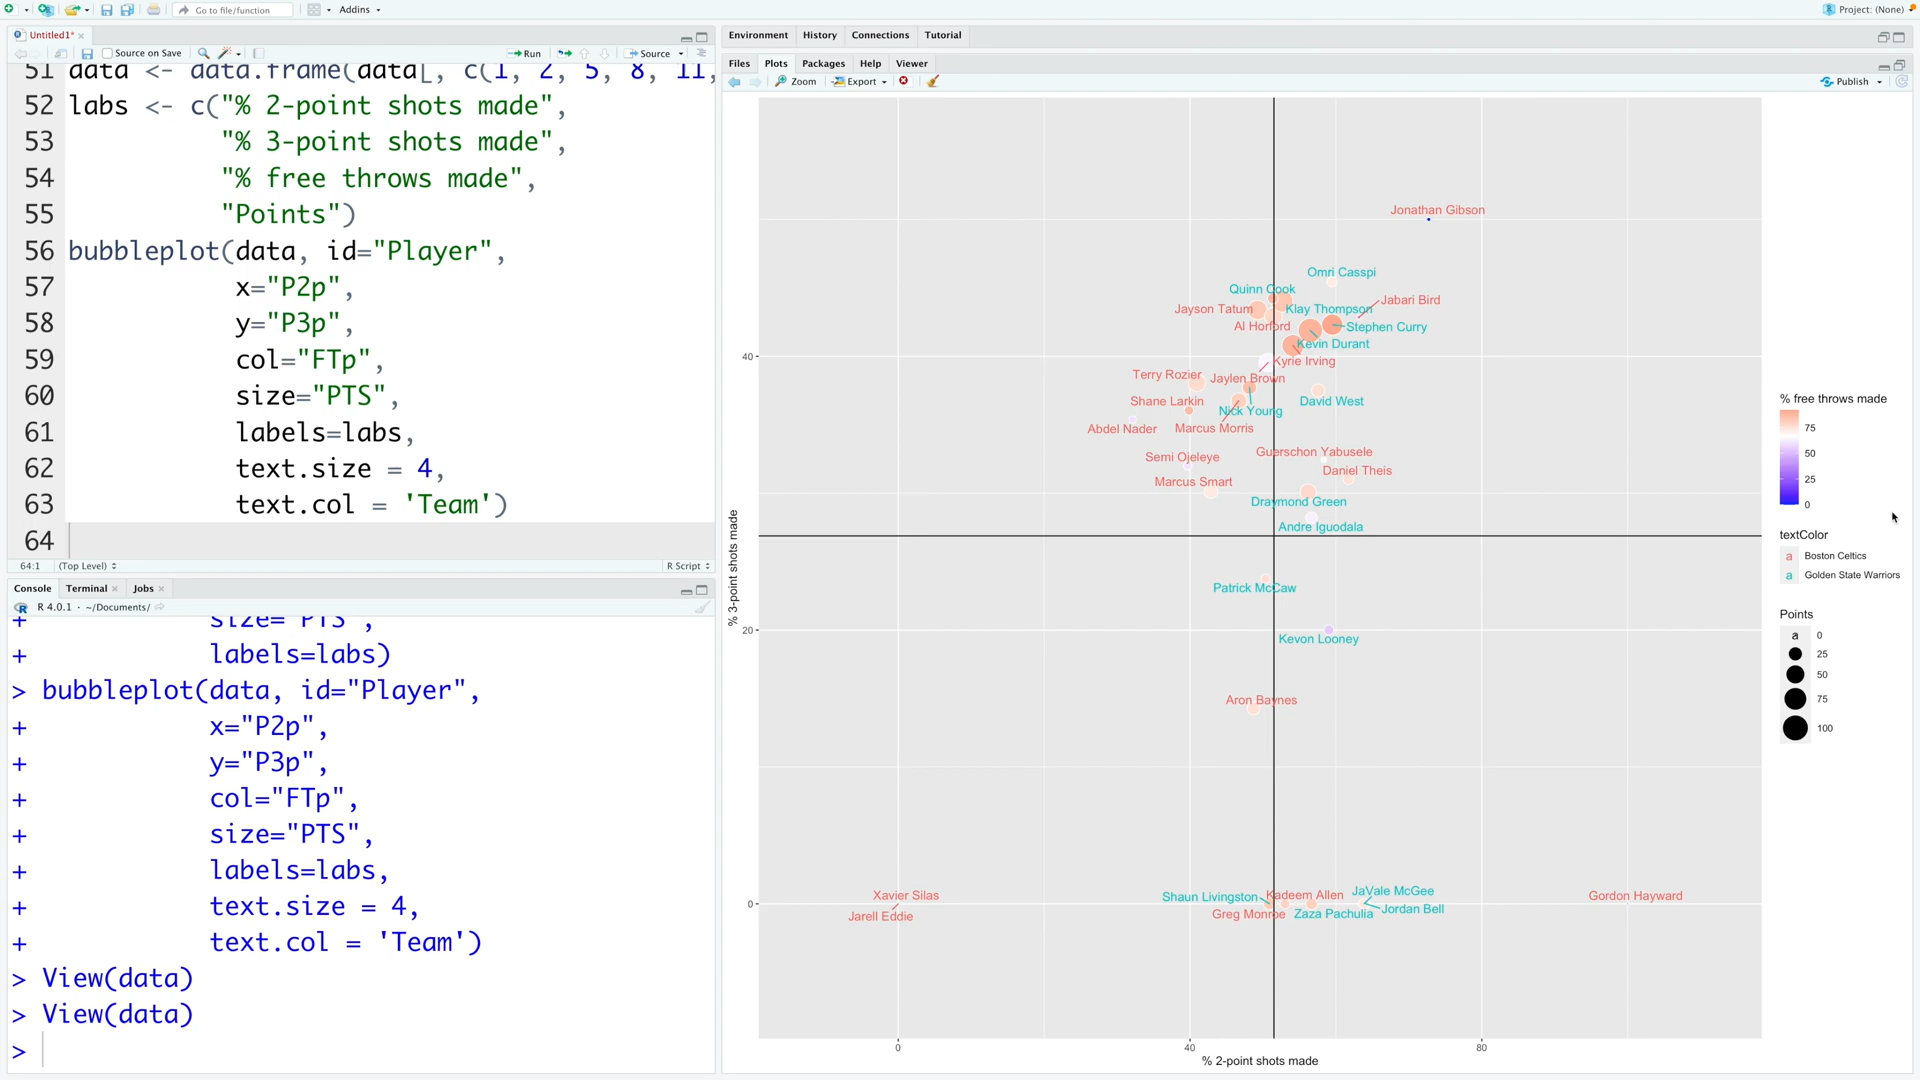 Go to file/function
Addins
Project: (None)
Untitled1*
Source on Save
Run
Source
51 data <- data.frame(data[, c(1, 2, 5, 8, 11,
52 labs <- c("% 2-point shots made",
53 "% 3-point shots made",
54 "% free throws made",
55 "Points")
56 bubbleplot(data, id="Player",
57 x="P2p",
58 y="P3p",
59 col="FTp",
60 size="PTS",
61 labels=labs,
62 text.size = 4,
63 text.col = 'Team')
64
64:1 (Top Level) R Script
Console Terminal Jobs
R 4.0.1 · ~/Documents/
+ size="PTS",
+ labels=labs)
> bubbleplot(data, id="Player",
+ x="P2p",
+ y="P3p",
+ col="FTp",
+ size="PTS",
+ labels=labs,
+ text.size = 4,
+ text.col = 'Team')
> View(data)
> View(data)
>
Environment History Connections Tutorial
Files Plots Packages Help Viewer
Zoom Export Publish
Jonathan Gibson
Omri Casspi
Quinn Cook
Jabari Bird
Jayson Tatum
Klay Thompson
Al Horford
Stephen Curry
Kevin Durant
Kyrie Irving
Terry Rozier
Jaylen Brown
Shane Larkin
David West
Nick Young
Abdel Nader
Marcus Morris
Guerschon Yabusele
Semi Ojeleye
Daniel Theis
Marcus Smart
Draymond Green
Andre Iguodala
Patrick McCaw
Kevon Looney
Aron Baynes
Xavier Silas
Jarell Eddie
Shaun Livingston
Kadeem Allen
JaVale McGee
Gordon Hayward
Greg Monroe
Zaza Pachulia
Jordan Bell
40
20
0
% 3-point shots made
0
40
80
% 2-point shots made
% free throws made
75
50
25
0
textColor
a Boston Celtics
a Golden State Warriors
Points
a 0
25
50
75
100